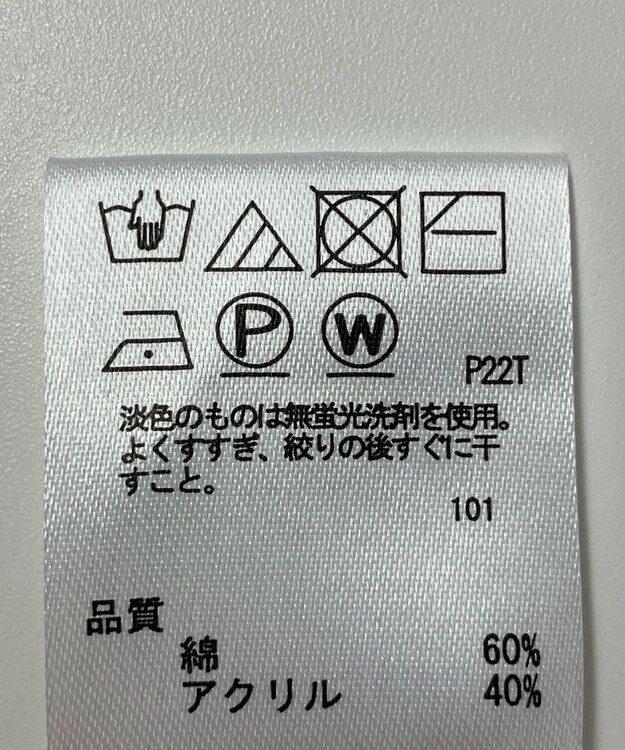 P W
P22T
淡色のものは無蛍光洗剤を使用。
よくすすぎ、絞りの後すぐに干
すこと。
101
品質
綿 60%
アクリル 40%